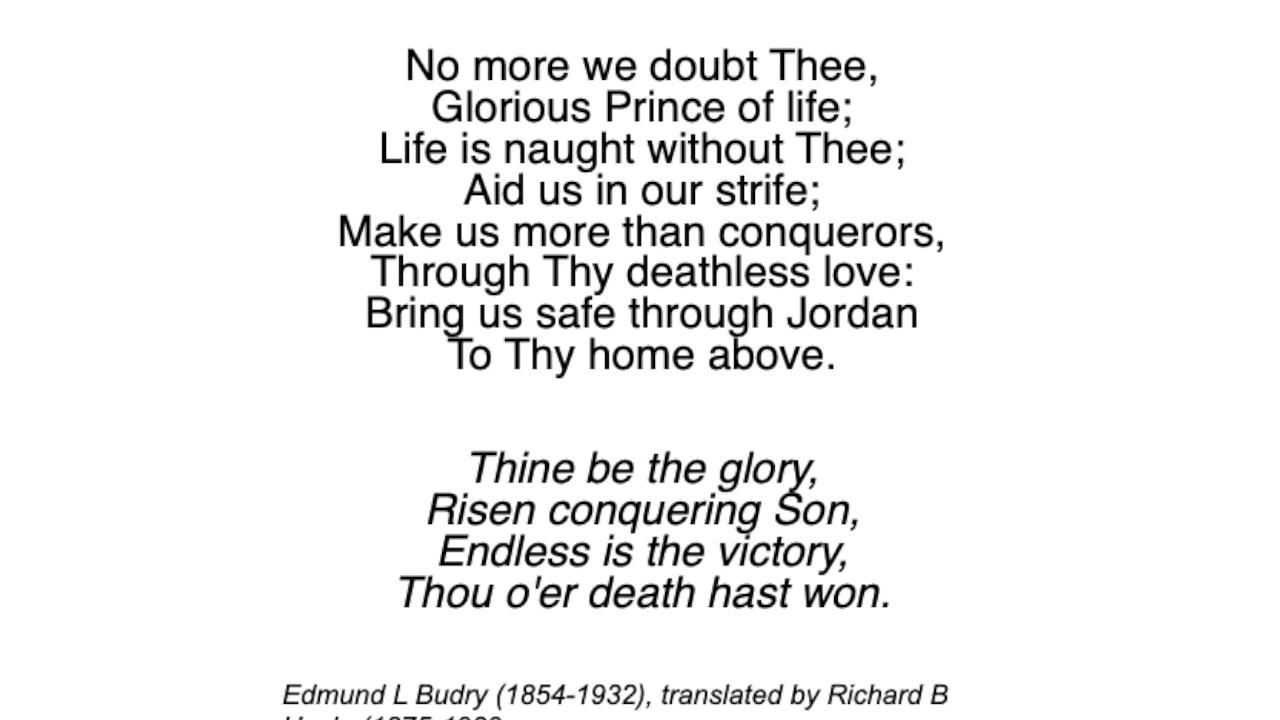 No more we doubt Thee,
Glorious Prince of life;
Life is naught without Thee;
Aid us in our strife;
Make us more than conquerors,
Through Thy deathless love:
Bring us safe through Jordan
To Thy home above.
Thine be the glory,
Risen conquering Son,
Endless is the victory,
Thou o'er death hast won.
Edmund L Budry (1854-1932), translated by Richard B